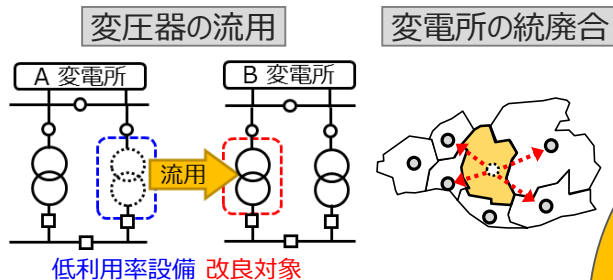 変圧器の流用
変電所の統廃合
A 変電所
B 変電所
流用
低利用率設備
改良対象